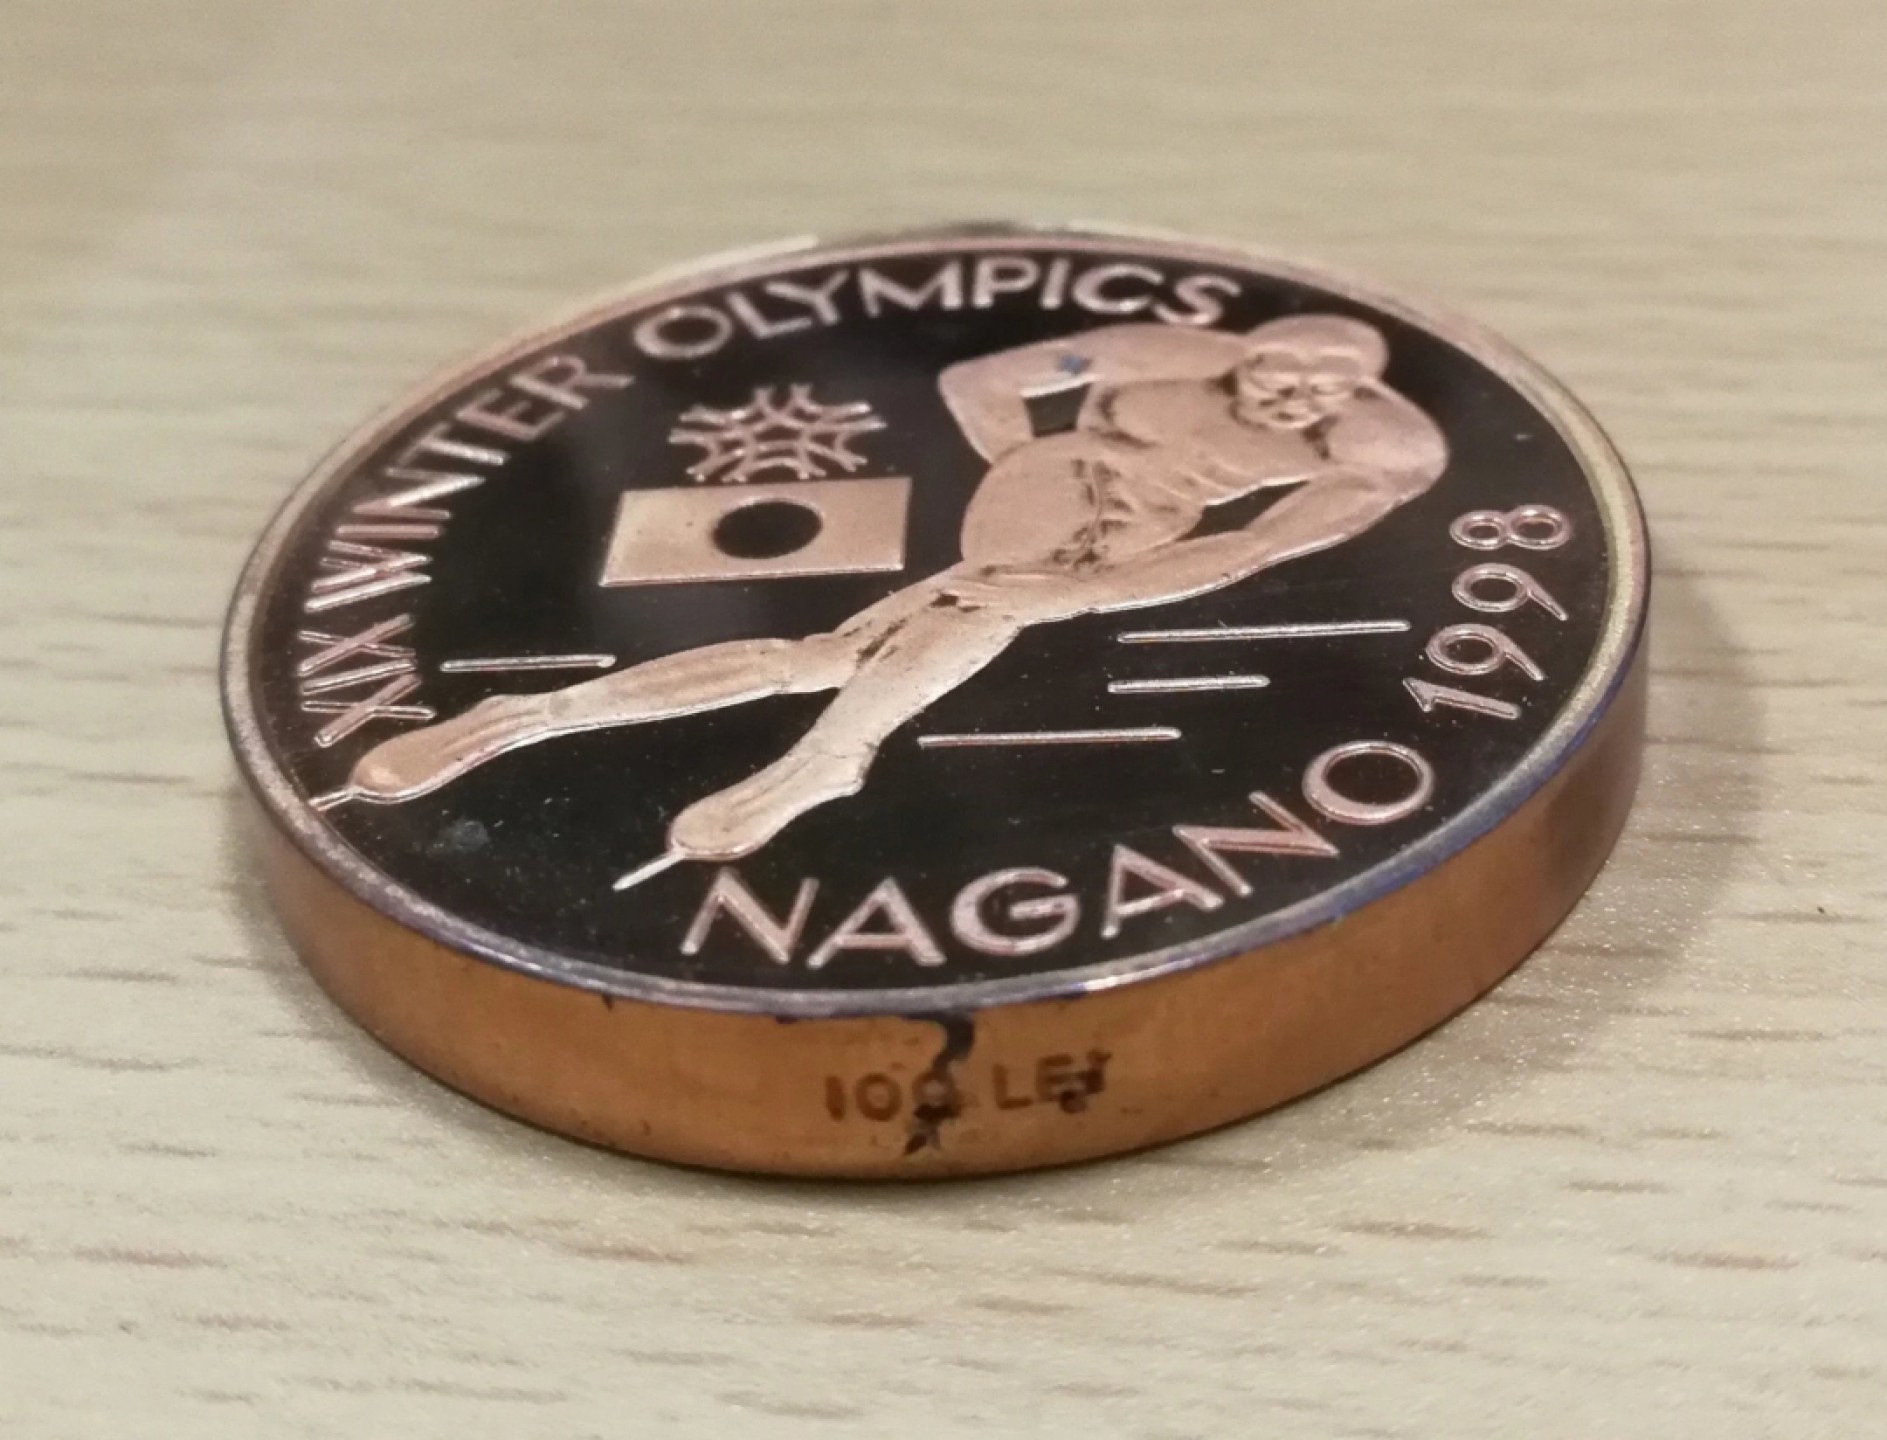 XIX WINTER OLYMPICS
NAGANO 1998
100 LEI